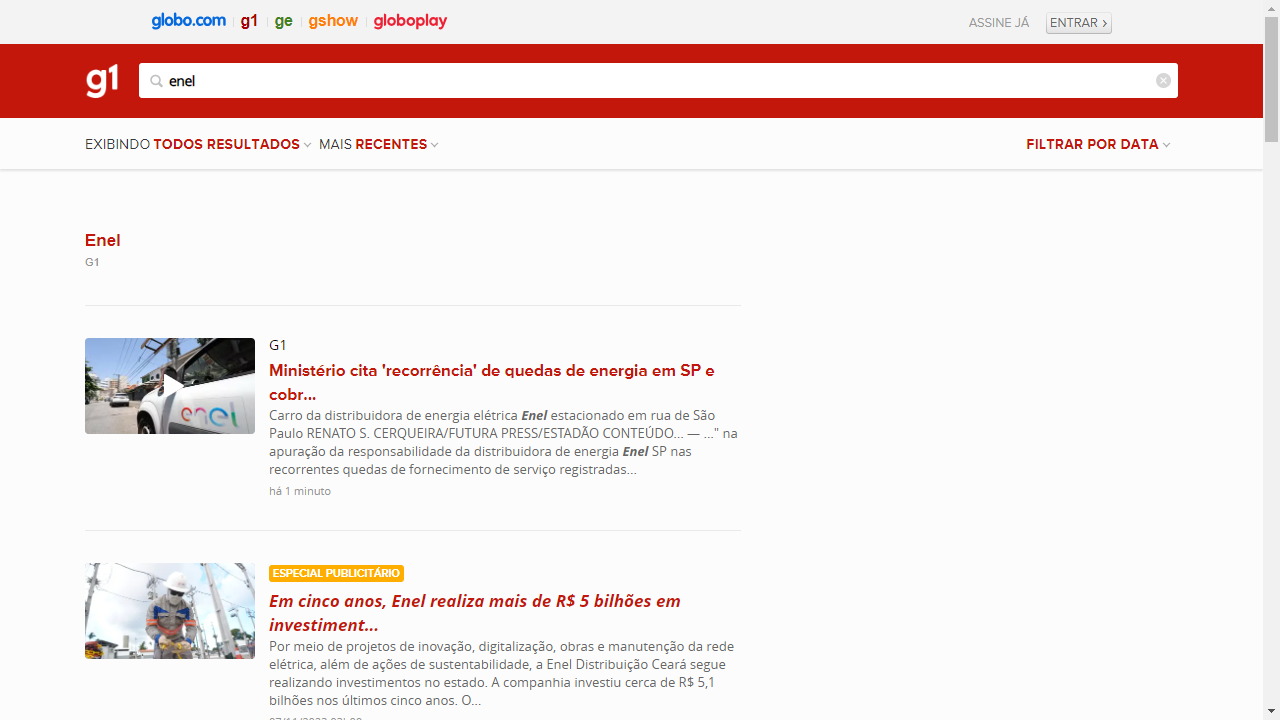 globo.com g1 ge gshow globoplay ASSINE JÁ ENTRAR ›
g1 enel
EXIBINDO TODOS RESULTADOS MAIS RECENTES FILTRAR POR DATA
Enel
G1
enel
G1
Ministério cita 'recorrência' de quedas de energia em SP e
cobr...
Carro da distribuidora de energia elétrica Enel estacionado em rua de São
Paulo RENATO S. CERQUEIRA/FUTURA PRESS/ESTADÃO CONTEÚDO... — ..." na
apuração da responsabilidade da distribuidora de energia Enel SP nas
recorrentes quedas de fornecimento de serviço registradas...
há 1 minuto
ESPECIAL PUBLICITÁRIO
Em cinco anos, Enel realiza mais de R$ 5 bilhões em
investiment...
Por meio de projetos de inovação, digitalização, obras e manutenção da rede
elétrica, além de ações de sustentabilidade, a Enel Distribuição Ceará segue
realizando investimentos no estado. A companhia investiu cerca de R$ 5,1
bilhões nos últimos cinco anos. O...